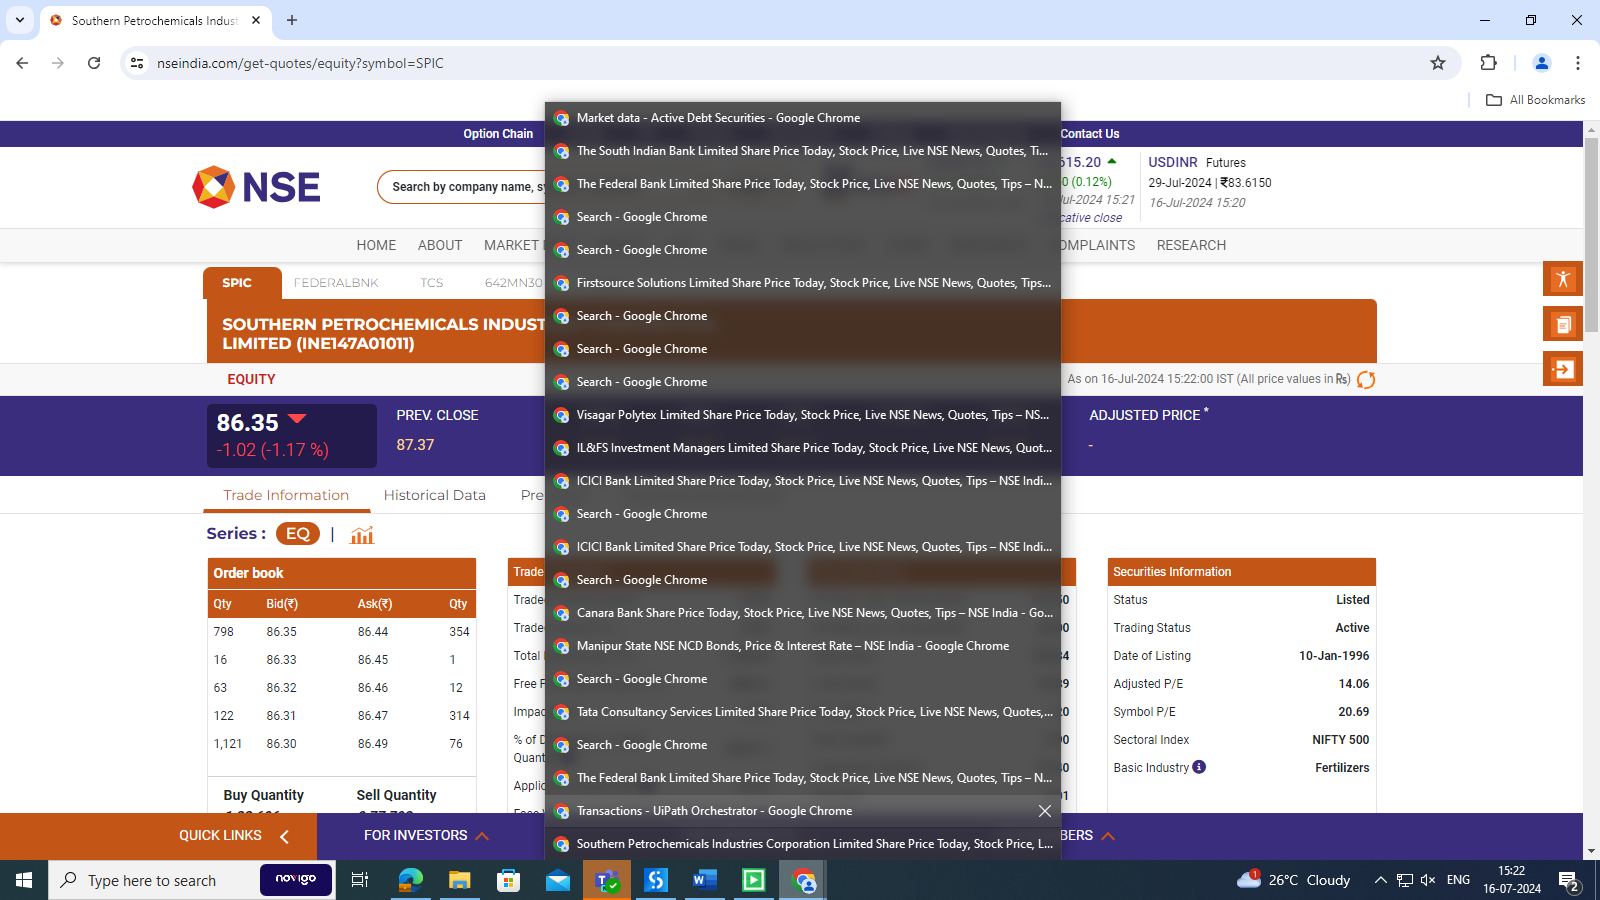 Southern Petrochemicals Indust
nseindia.com/get-quotes/equity?symbol=SPIC
All Bookmarks
Option Chain
Contact Us
NSE
Search by company name, sy
615.20
0 (0.12%)
Jul-2024 15:21
cative close
USDINR Futures
29-Jul-2024 | ₹83.6150
16-Jul-2024 15:20
HOME ABOUT MARKET
OMPLAINTS RESEARCH
SPIC FEDERALBNK TCS 642MN30
SOUTHERN PETROCHEMICALS INDUST
LIMITED (INE147A01011)
EQUITY
As on 16-Jul-2024 15:22:00 IST (All price values in ₨)
86.35
-1.02 (-1.17 %)
PREV. CLOSE
87.37
ADJUSTED PRICE *
-
Trade Information Historical Data Pre
Series : EQ |
Order book
Qty Bid(₹) Ask(₹) Qty
798 86.35 86.44 354
16 86.33 86.45 1
63 86.32 86.46 12
122 86.31 86.47 314
1,121 86.30 86.49 76
Buy Quantity Sell Quantity
Trade
Trade
Trade
Total
Free F
Impac
% of D
Quant
Applic
Securities Information
Status Listed
Trading Status Active
Date of Listing 10-Jan-1996
Adjusted P/E 14.06
Symbol P/E 20.69
Sectoral Index NIFTY 500
Basic Industry Fertilizers
Market data - Active Debt Securities - Google Chrome
The South Indian Bank Limited Share Price Today, Stock Price, Live NSE News, Quotes, Ti...
The Federal Bank Limited Share Price Today, Stock Price, Live NSE News, Quotes, Tips – N...
Search - Google Chrome
Search - Google Chrome
Firstsource Solutions Limited Share Price Today, Stock Price, Live NSE News, Quotes, Tips...
Search - Google Chrome
Search - Google Chrome
Search - Google Chrome
Visagar Polytex Limited Share Price Today, Stock Price, Live NSE News, Quotes, Tips – NS...
IL&FS Investment Managers Limited Share Price Today, Stock Price, Live NSE News, Quot...
ICICI Bank Limited Share Price Today, Stock Price, Live NSE News, Quotes, Tips – NSE Indi...
Search - Google Chrome
ICICI Bank Limited Share Price Today, Stock Price, Live NSE News, Quotes, Tips – NSE Indi...
Search - Google Chrome
Canara Bank Share Price Today, Stock Price, Live NSE News, Quotes, Tips – NSE India - Go...
Manipur State NSE NCD Bonds, Price & Interest Rate – NSE India - Google Chrome
Search - Google Chrome
Tata Consultancy Services Limited Share Price Today, Stock Price, Live NSE News, Quotes,...
Search - Google Chrome
The Federal Bank Limited Share Price Today, Stock Price, Live NSE News, Quotes, Tips – N...
Transactions - UiPath Orchestrator - Google Chrome
Southern Petrochemicals Industries Corporation Limited Share Price Today, Stock Price, L...
QUICK LINKS FOR INVESTORS
BERS
Type here to search
novigo
26°C Cloudy
ENG
15:22
16-07-2024
2